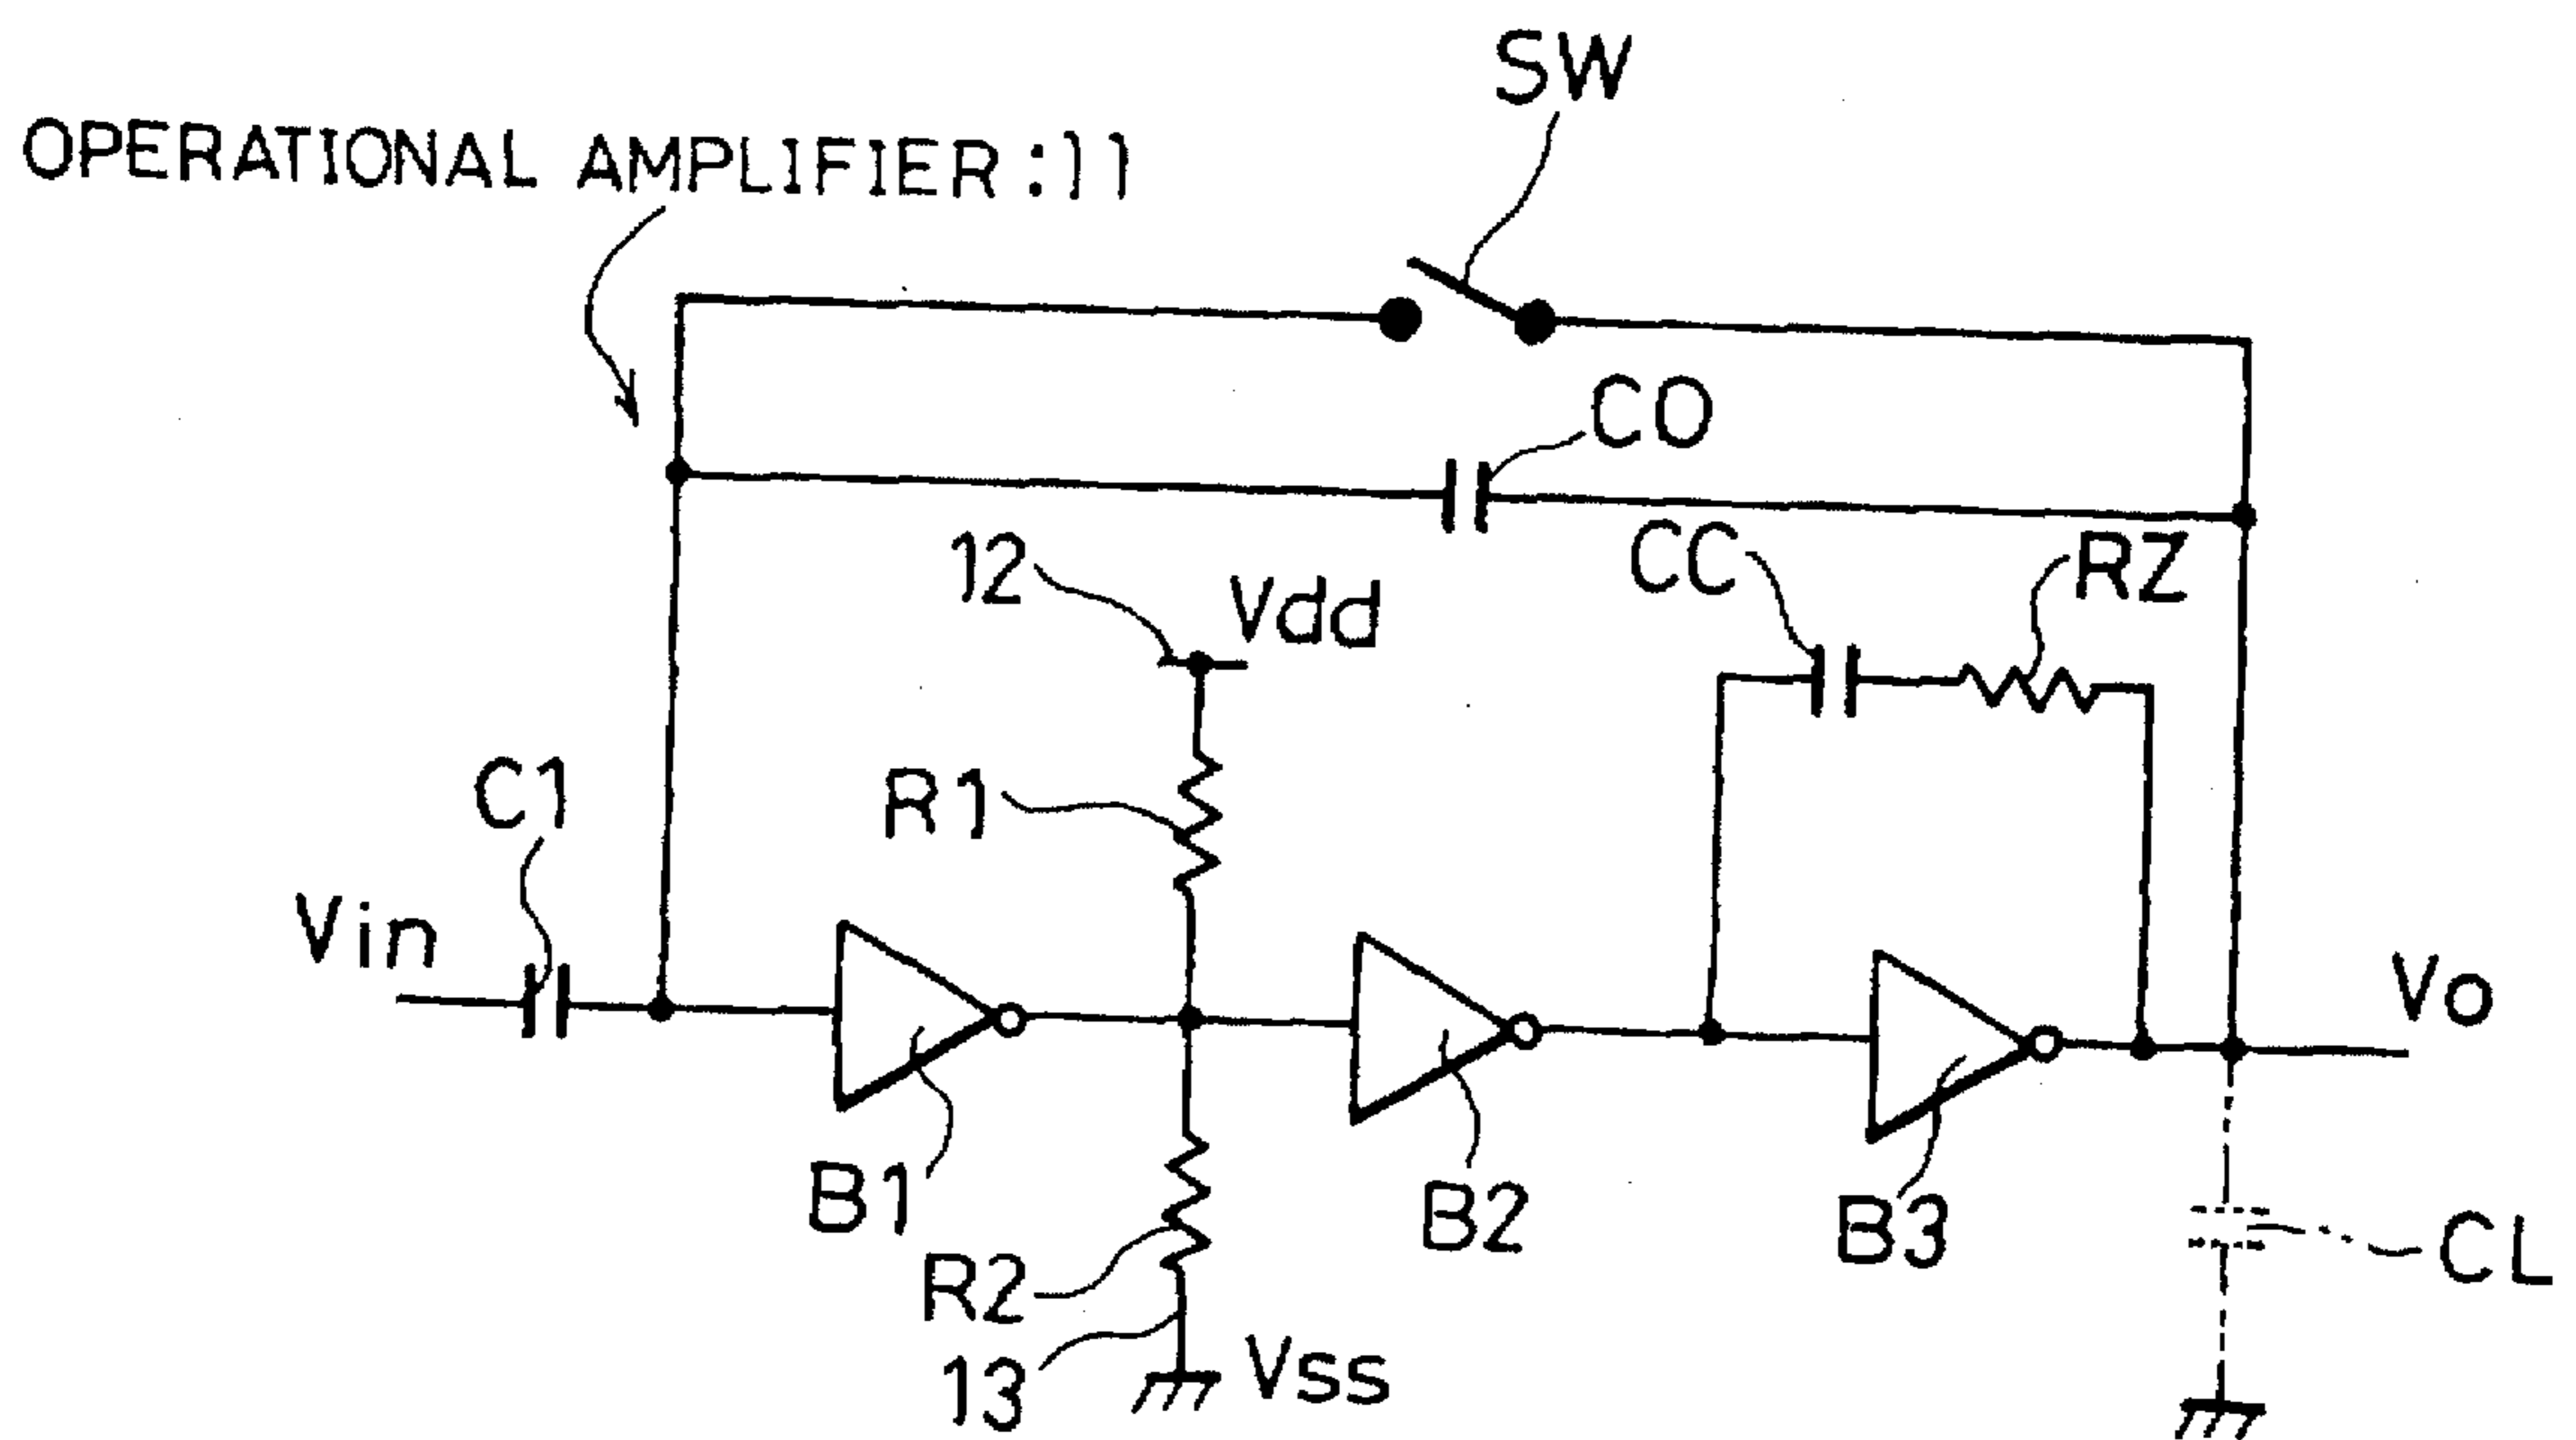 SW
OPERATIONAL AMPLIFIER:11
CO
CC
RZ
12
Vdd
C1
R1
Vin
Vo
B1
B2
B3
R2
CL
13
Vss